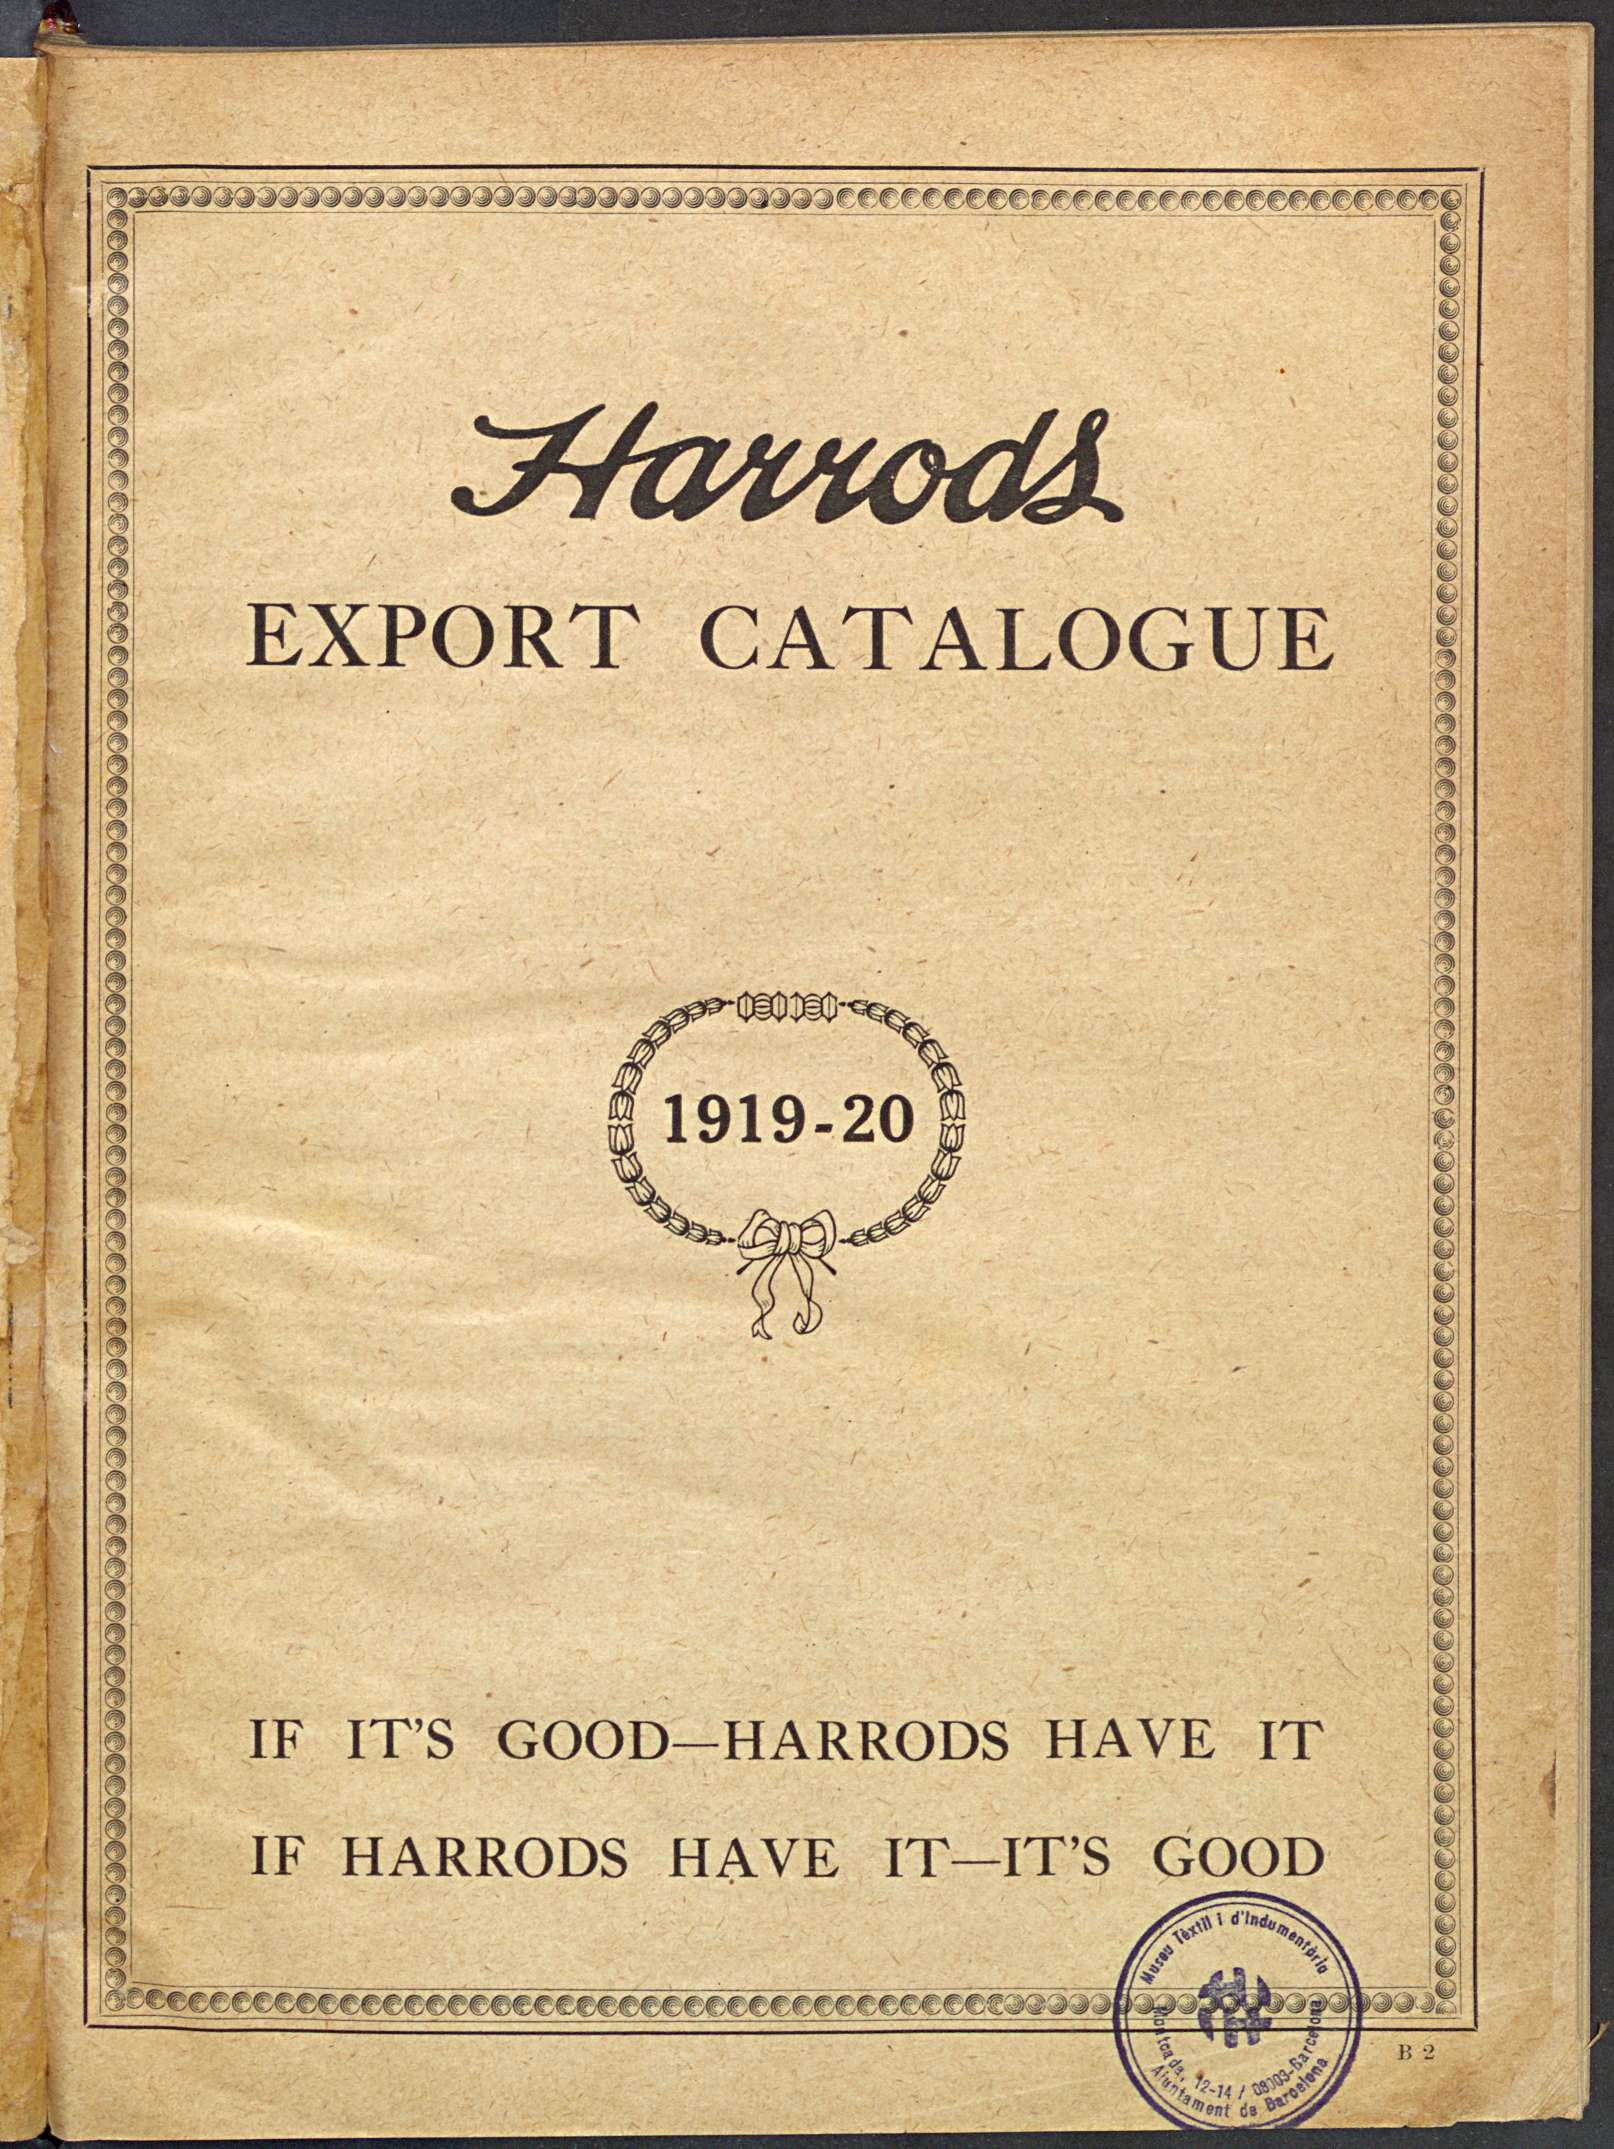 Harrods
EXPORT CATALOGUE
1919-20
IF IT'S GOOD—HARRODS HAVE IT
IF HARRODS HAVE IT—IT'S GOOD
Museu Tèxtil i d'Indumentària
Montcada, 12-14 / 08003-Barcelona
Ajuntament de Barcelona
B 2